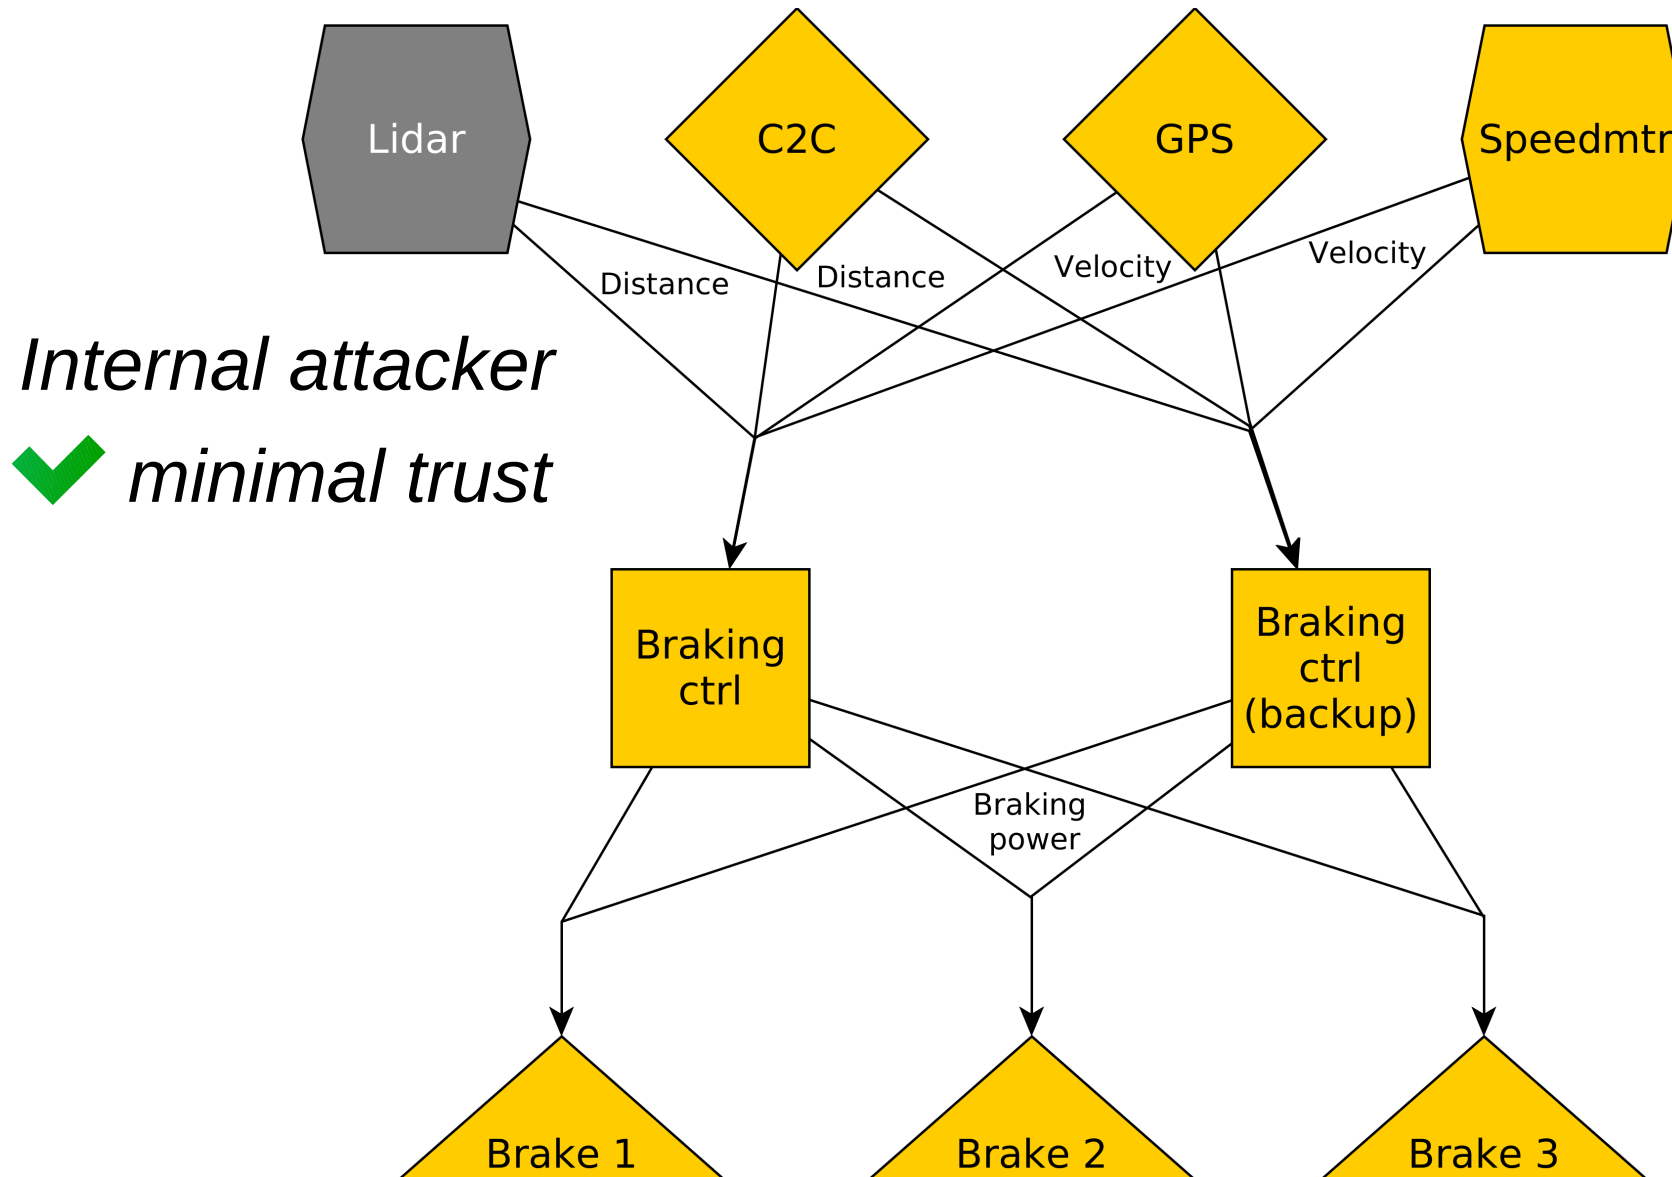 Lidar
C2C
GPS
Speedmtr
Distance
Distance
Velocity
Velocity
Internal attacker
minimal trust
Braking
ctrl
Braking
ctrl
(backup)
Braking
power
Brake 1
Brake 2
Brake 3